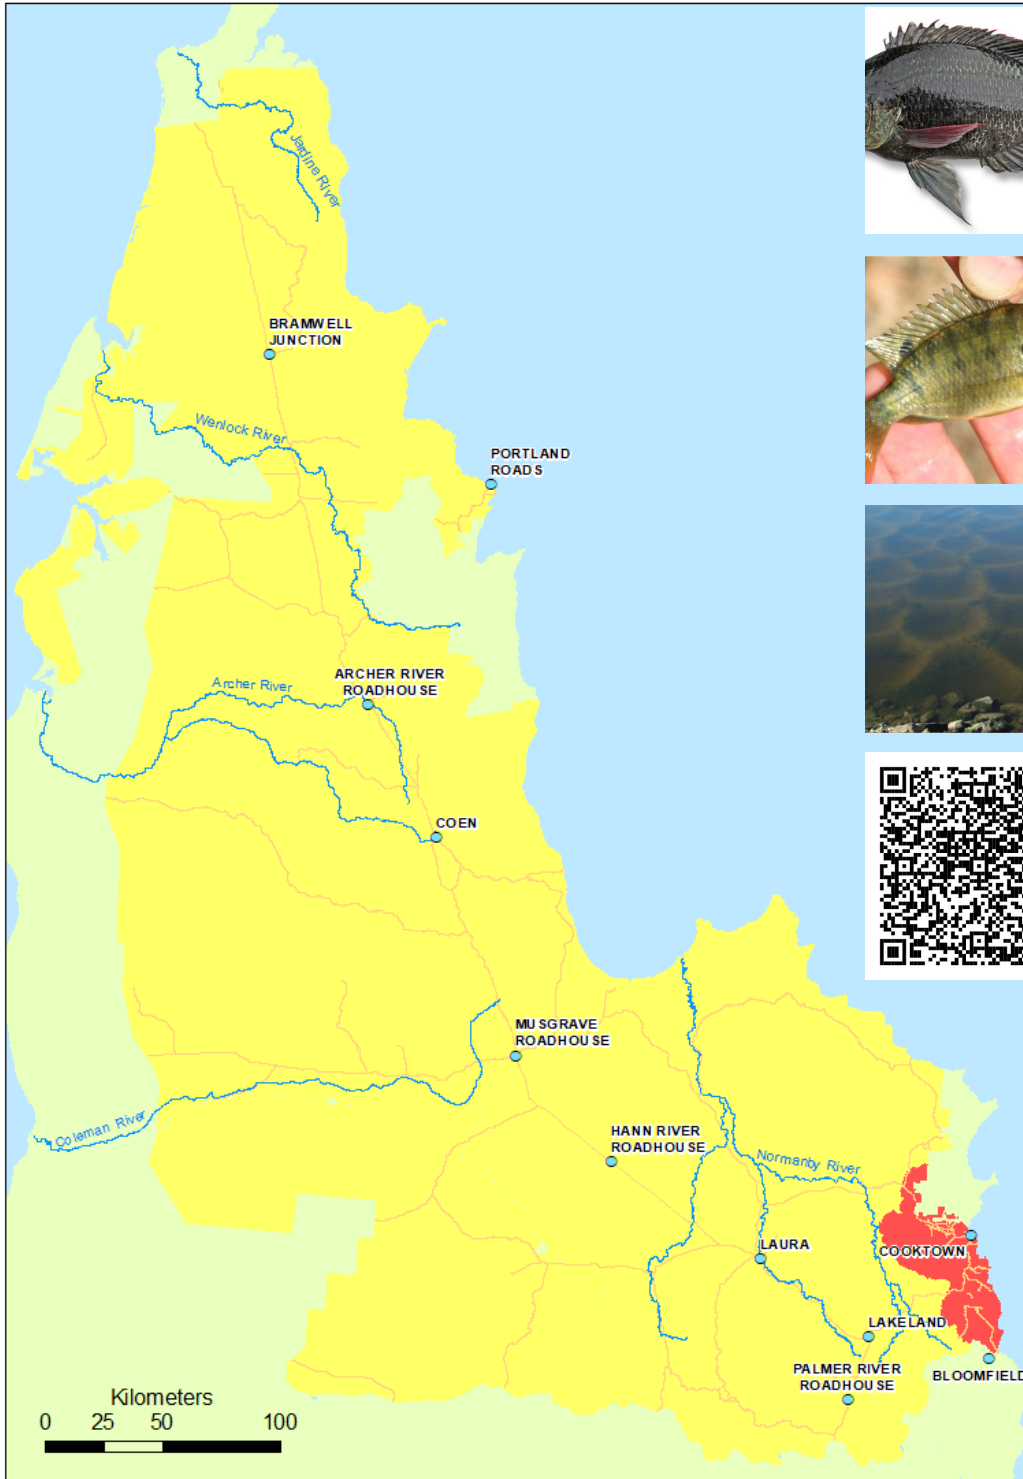 Jardine River
BRAMWELL
JUNCTION
Wenlock River
PORTLAND
ROADS
ARCHER RIVER
ROADHOUSE
Archer River
COEN
MUSGRAVE
ROADHOUSE
Coleman River
HANN RIVER
ROADHOUSE
Normanby River
LAURA
COOKTOWN
LAKELAND
PALMER RIVER
ROADHOUSE
BLOOMFIELD
Kilometers
0 25 50 100